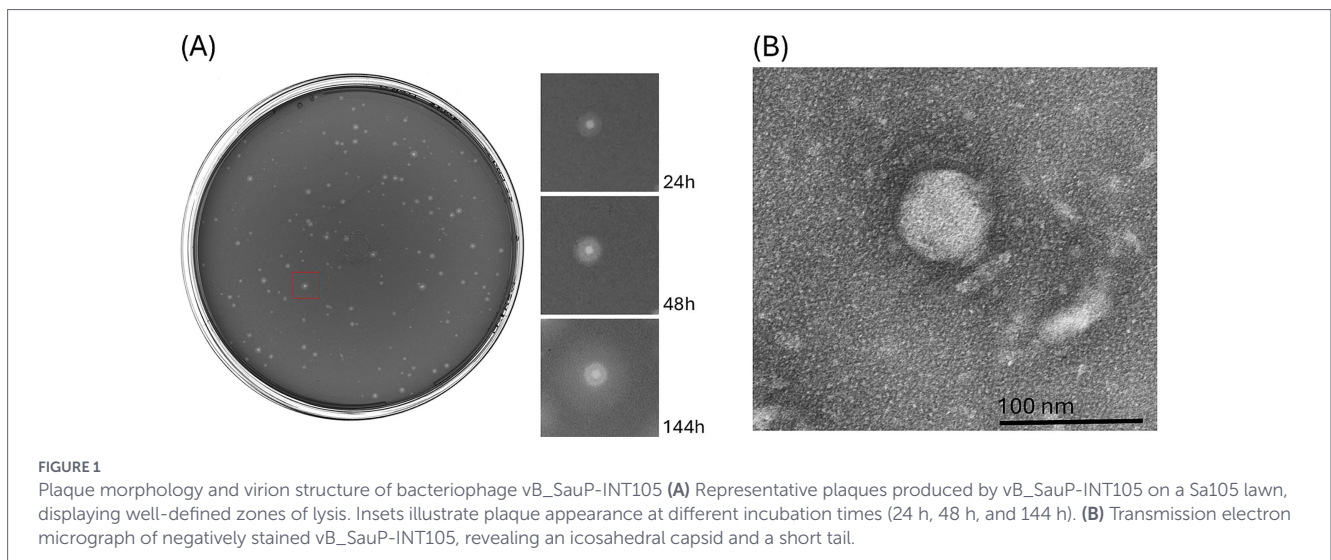 (A)
24h
48h
144h
(B)
100 nm
FIGURE 1
Plaque morphology and virion structure of bacteriophage vB_SauP-INT105 (A) Representative plaques produced by vB_SauP-INT105 on a Sa105 lawn,
displaying well-defined zones of lysis. Insets illustrate plaque appearance at different incubation times (24 h, 48 h, and 144 h). (B) Transmission electron
micrograph of negatively stained vB_SauP-INT105, revealing an icosahedral capsid and a short tail.